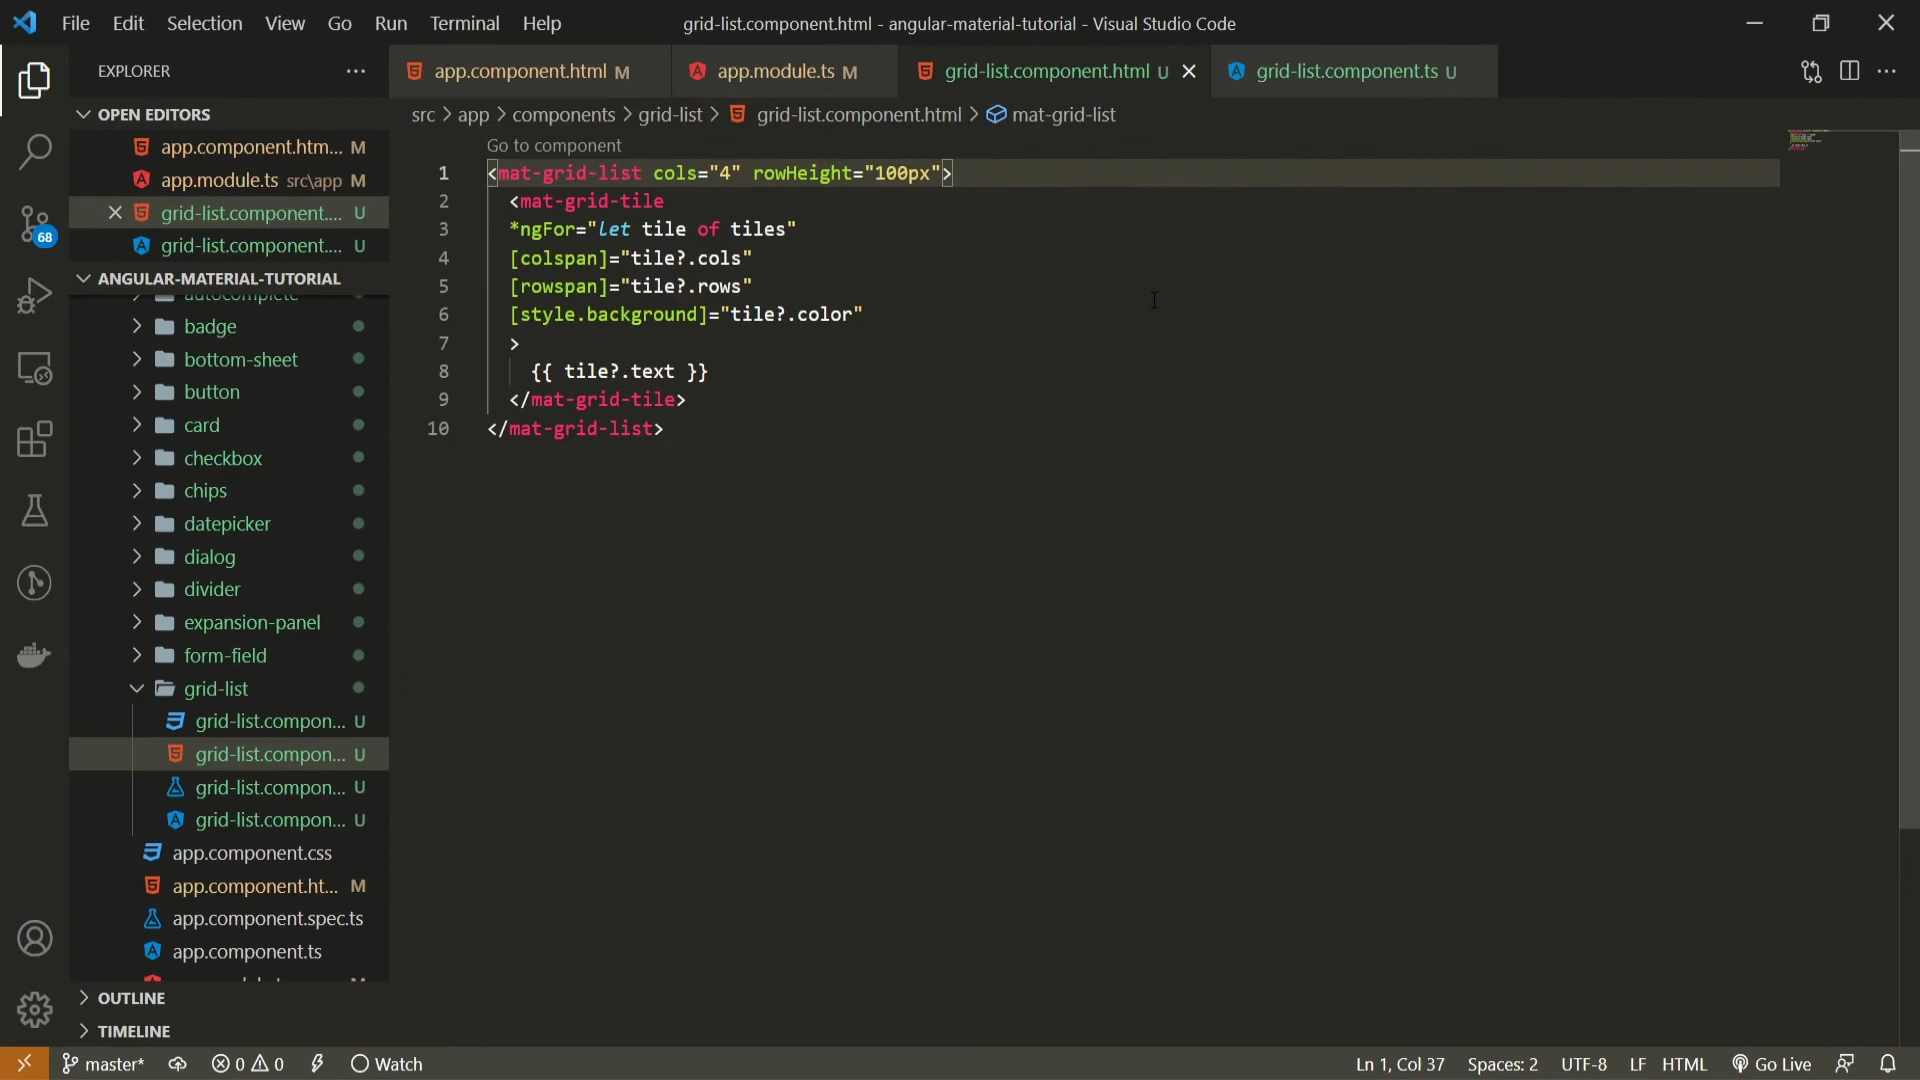 File Edit Selection View Go Run Terminal Help
grid-list.component.html - angular-material-tutorial - Visual Studio Code
EXPLORER
app.component.html M
app.module.ts M
grid-list.component.html U
grid-list.component.ts U
OPEN EDITORS
app.component.htm... M
app.module.ts src\app M
grid-list.component.... U
grid-list.component.... U
ANGULAR-MATERIAL-TUTORIAL
autocomplete
badge
bottom-sheet
button
card
checkbox
chips
datepicker
dialog
divider
expansion-panel
form-field
grid-list
grid-list.compon... U
grid-list.compon... U
grid-list.compon... U
grid-list.compon... U
app.component.css
app.component.ht... M
app.component.spec.ts
app.component.ts
OUTLINE
TIMELINE
68
src > app > components > grid-list > grid-list.component.html > mat-grid-list
Go to component
1 <mat-grid-list cols="4" rowHeight="100px">
2 <mat-grid-tile
3 *ngFor="let tile of tiles"
4 [colspan]="tile?.cols"
5 [rowspan]="tile?.rows"
6 [style.background]="tile?.color"
7 >
8 {{ tile?.text }}
9 </mat-grid-tile>
10 </mat-grid-list>
master* 0 0 Watch
Ln 1, Col 37 Spaces: 2 UTF-8 LF HTML Go Live